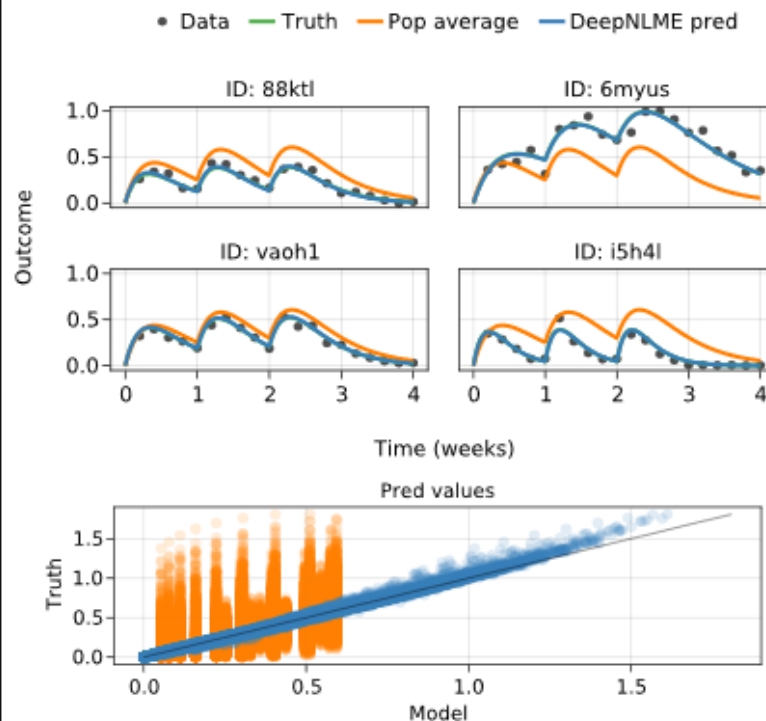 Data Truth Pop average DeepNLME pred
ID: 88ktl ID: 6myus
1.0
0.5
0.0
Outcome
ID: vaoh1 ID: i5h4l
1.0
0.5
0.0
0 1 2 3 4 0 1 2 3 4
Time (weeks)
Pred values
1.5
1.0
0.5
0.0
Truth
0.0 0.5 1.0 1.5
Model